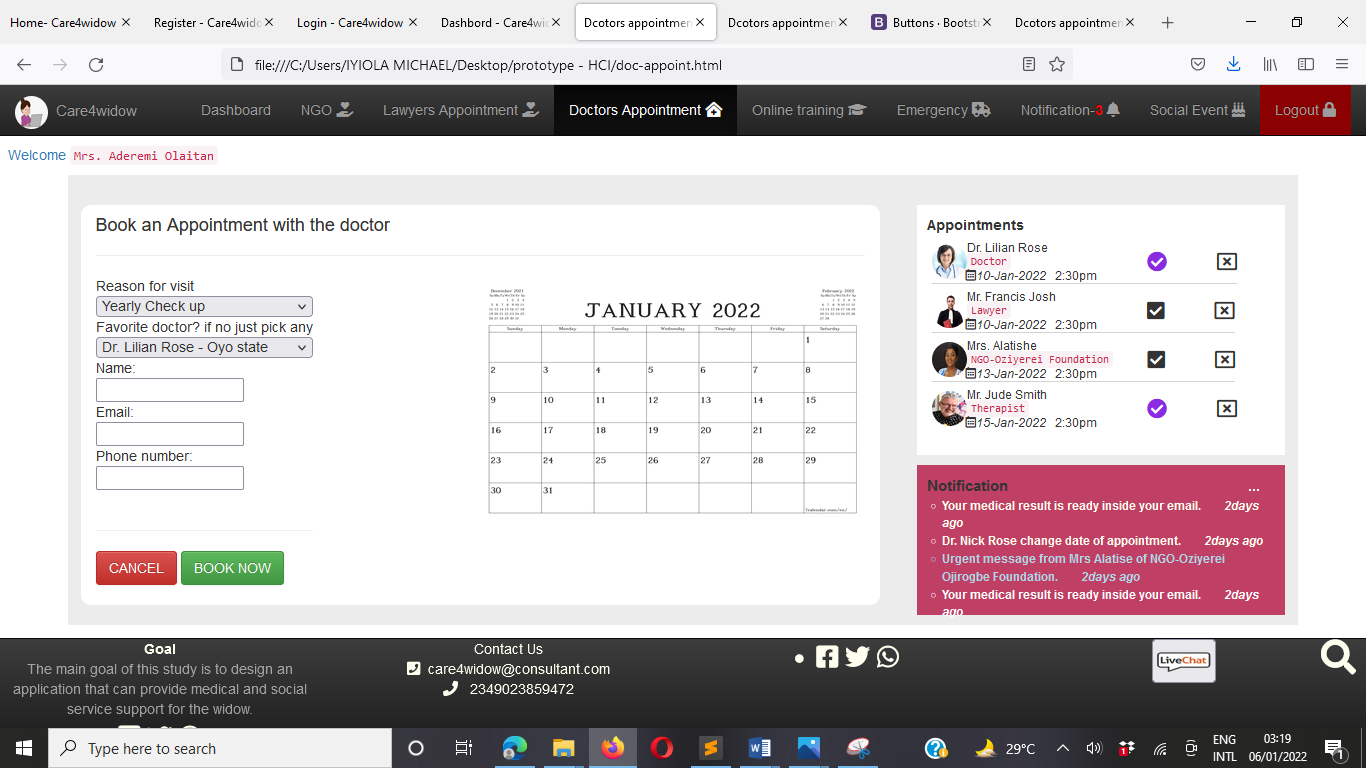 Home- Care4widow
Register - Care4wido
Login - Care4widow
Dashbord - Care4wi
Dcotors appointmen
Dcotors appointmen
Buttons · Bootstr
Dcotors appointmen
file:///C:/Users/IYIOLA MICHAEL/Desktop/prototype - HCI/doc-appoint.html
Care4widow
Dashboard
NGO
Lawyers Appointment
Doctors Appointment
Online training
Emergency
Notification-3
Social Event
Logout
Welcome Mrs. Aderemi Olaitan
Book an Appointment with the doctor
Reason for visit
Yearly Check up
Favorite doctor? if no just pick any
Dr. Lilian Rose - Oyo state
Name:
Email:
Phone number:
CANCEL
BOOK NOW
December 2021
JANUARY 2022
February 2022
Sunday Monday Tuesday Wednesday Thursday Friday Saturday
1
2 3 4 5 6 7 8
9 10 11 12 13 14 15
16 17 18 19 20 21 22
23 24 25 26 27 28 29
30 31
Appointments
Dr. Lilian Rose
Doctor
10-Jan-2022 2:30pm
Mr. Francis Josh
Lawyer
10-Jan-2022 2:30pm
Mrs. Alatishe
NGO-Oziyerei Foundation
13-Jan-2022 2:30pm
Mr. Jude Smith
Therapist
15-Jan-2022 2:30pm
Notification ...
Your medical result is ready inside your email. 2days
ago
Dr. Nick Rose change date of appointment. 2days ago
Urgent message from Mrs Alatise of NGO-Oziyerei
Ojirogbe Foundation. 2days ago
Your medical result is ready inside your email. 2days
ago
Goal
The main goal of this study is to design an
application that can provide medical and social
service support for the widow.
Contact Us
care4widow@consultant.com
2349023859472
LiveChat
Type here to search
29°C
ENG
INTL
03:19
06/01/2022
1